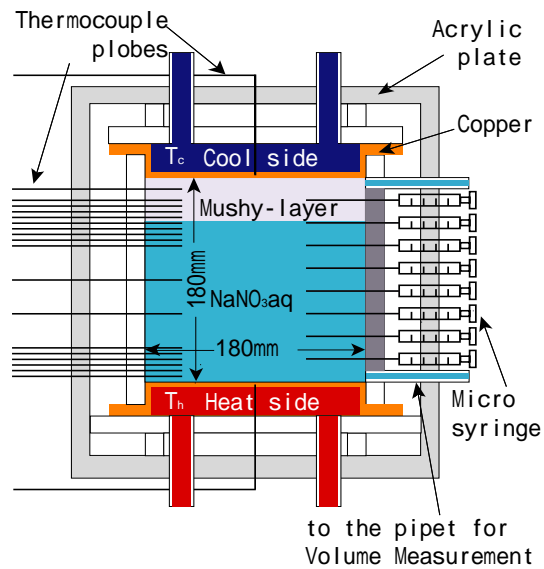 Thermocouple
plobes
Acrylic
plate
Copper
Tc Cool side
Mushy-layer
180mm
NaNO₃aq
180mm
Th Heat side
Micro
syringe
to the pipet for
Volume Measurement